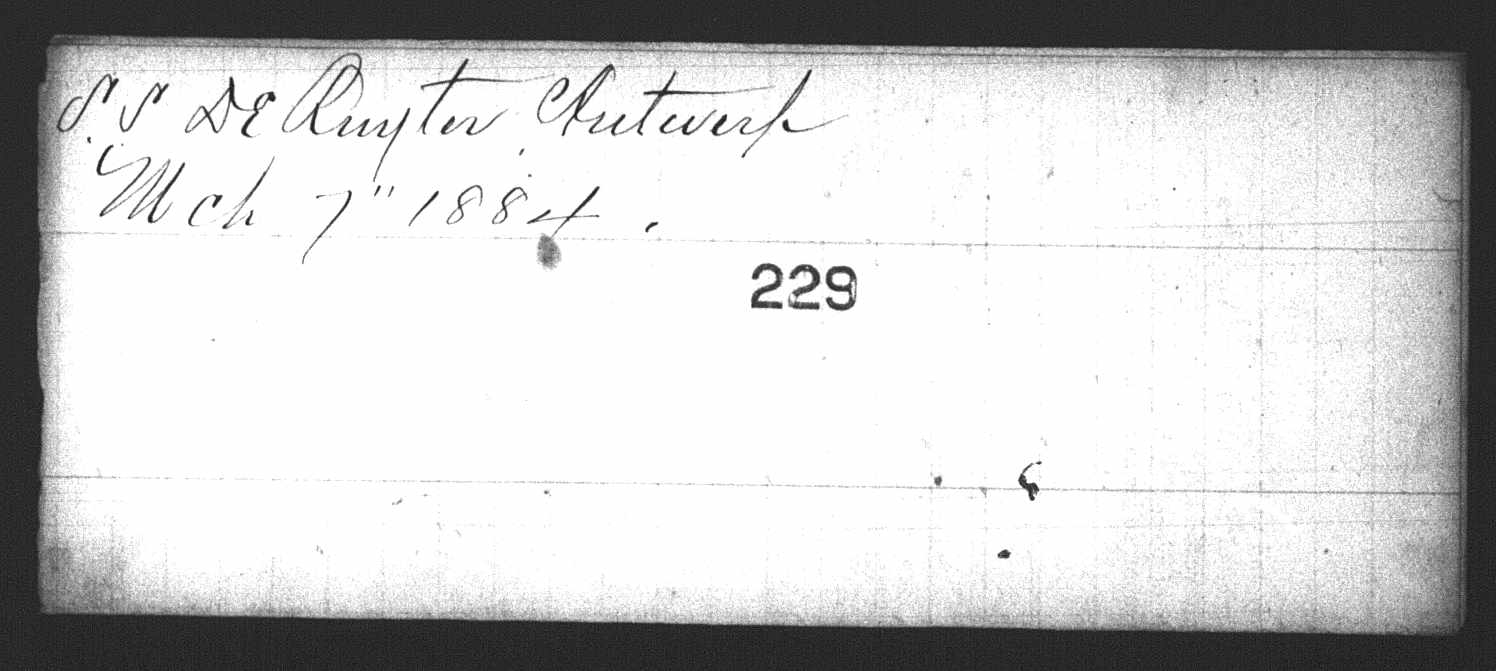 S. S. DE Ruyter, Antwerp
Mch 7" 1884.
229